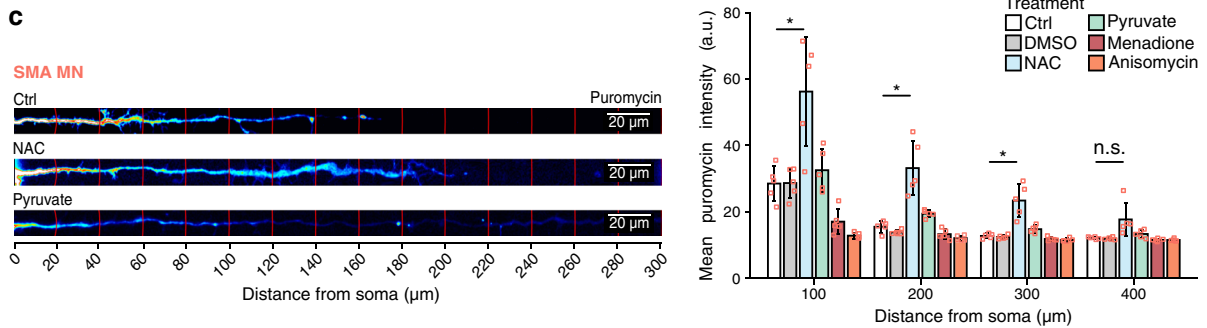 c
SMA MN
Ctrl
Puromycin
20 µm
NAC
20 µm
Pyruvate
20 µm
0 20 40 60 80 100 120 140 160 180 200 220 240 260 280 300
Distance from soma (µm)
Treatment
Ctrl
Pyruvate
DMSO
Menadione
NAC
Anisomycin
Mean puromycin intensity (a.u.)
80
60
40
20
0
*
*
*
n.s.
100 200 300 400
Distance from soma (µm)